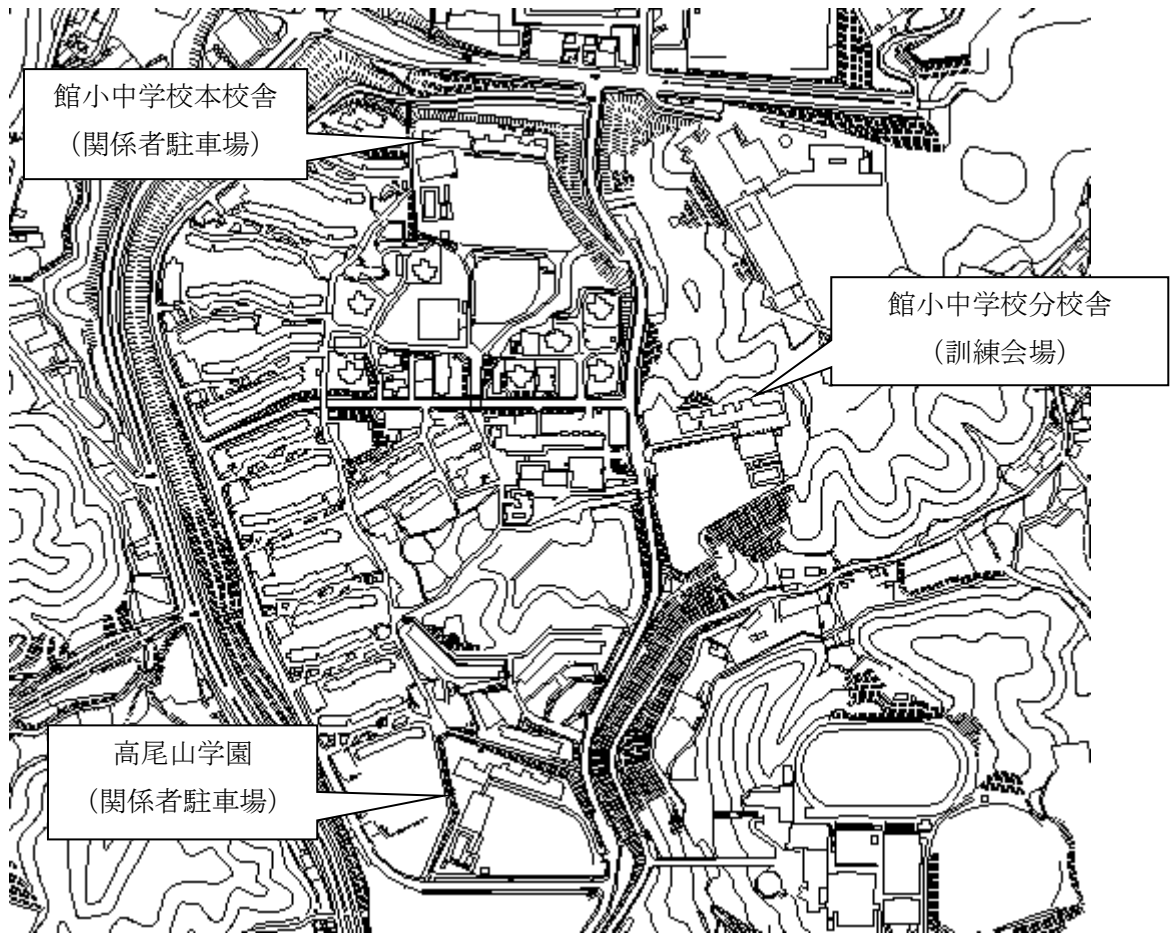 館小中学校本校舎
（関係者駐車場）
館小中学校分校舎
（訓練会場）
高尾山学園
（関係者駐車場）